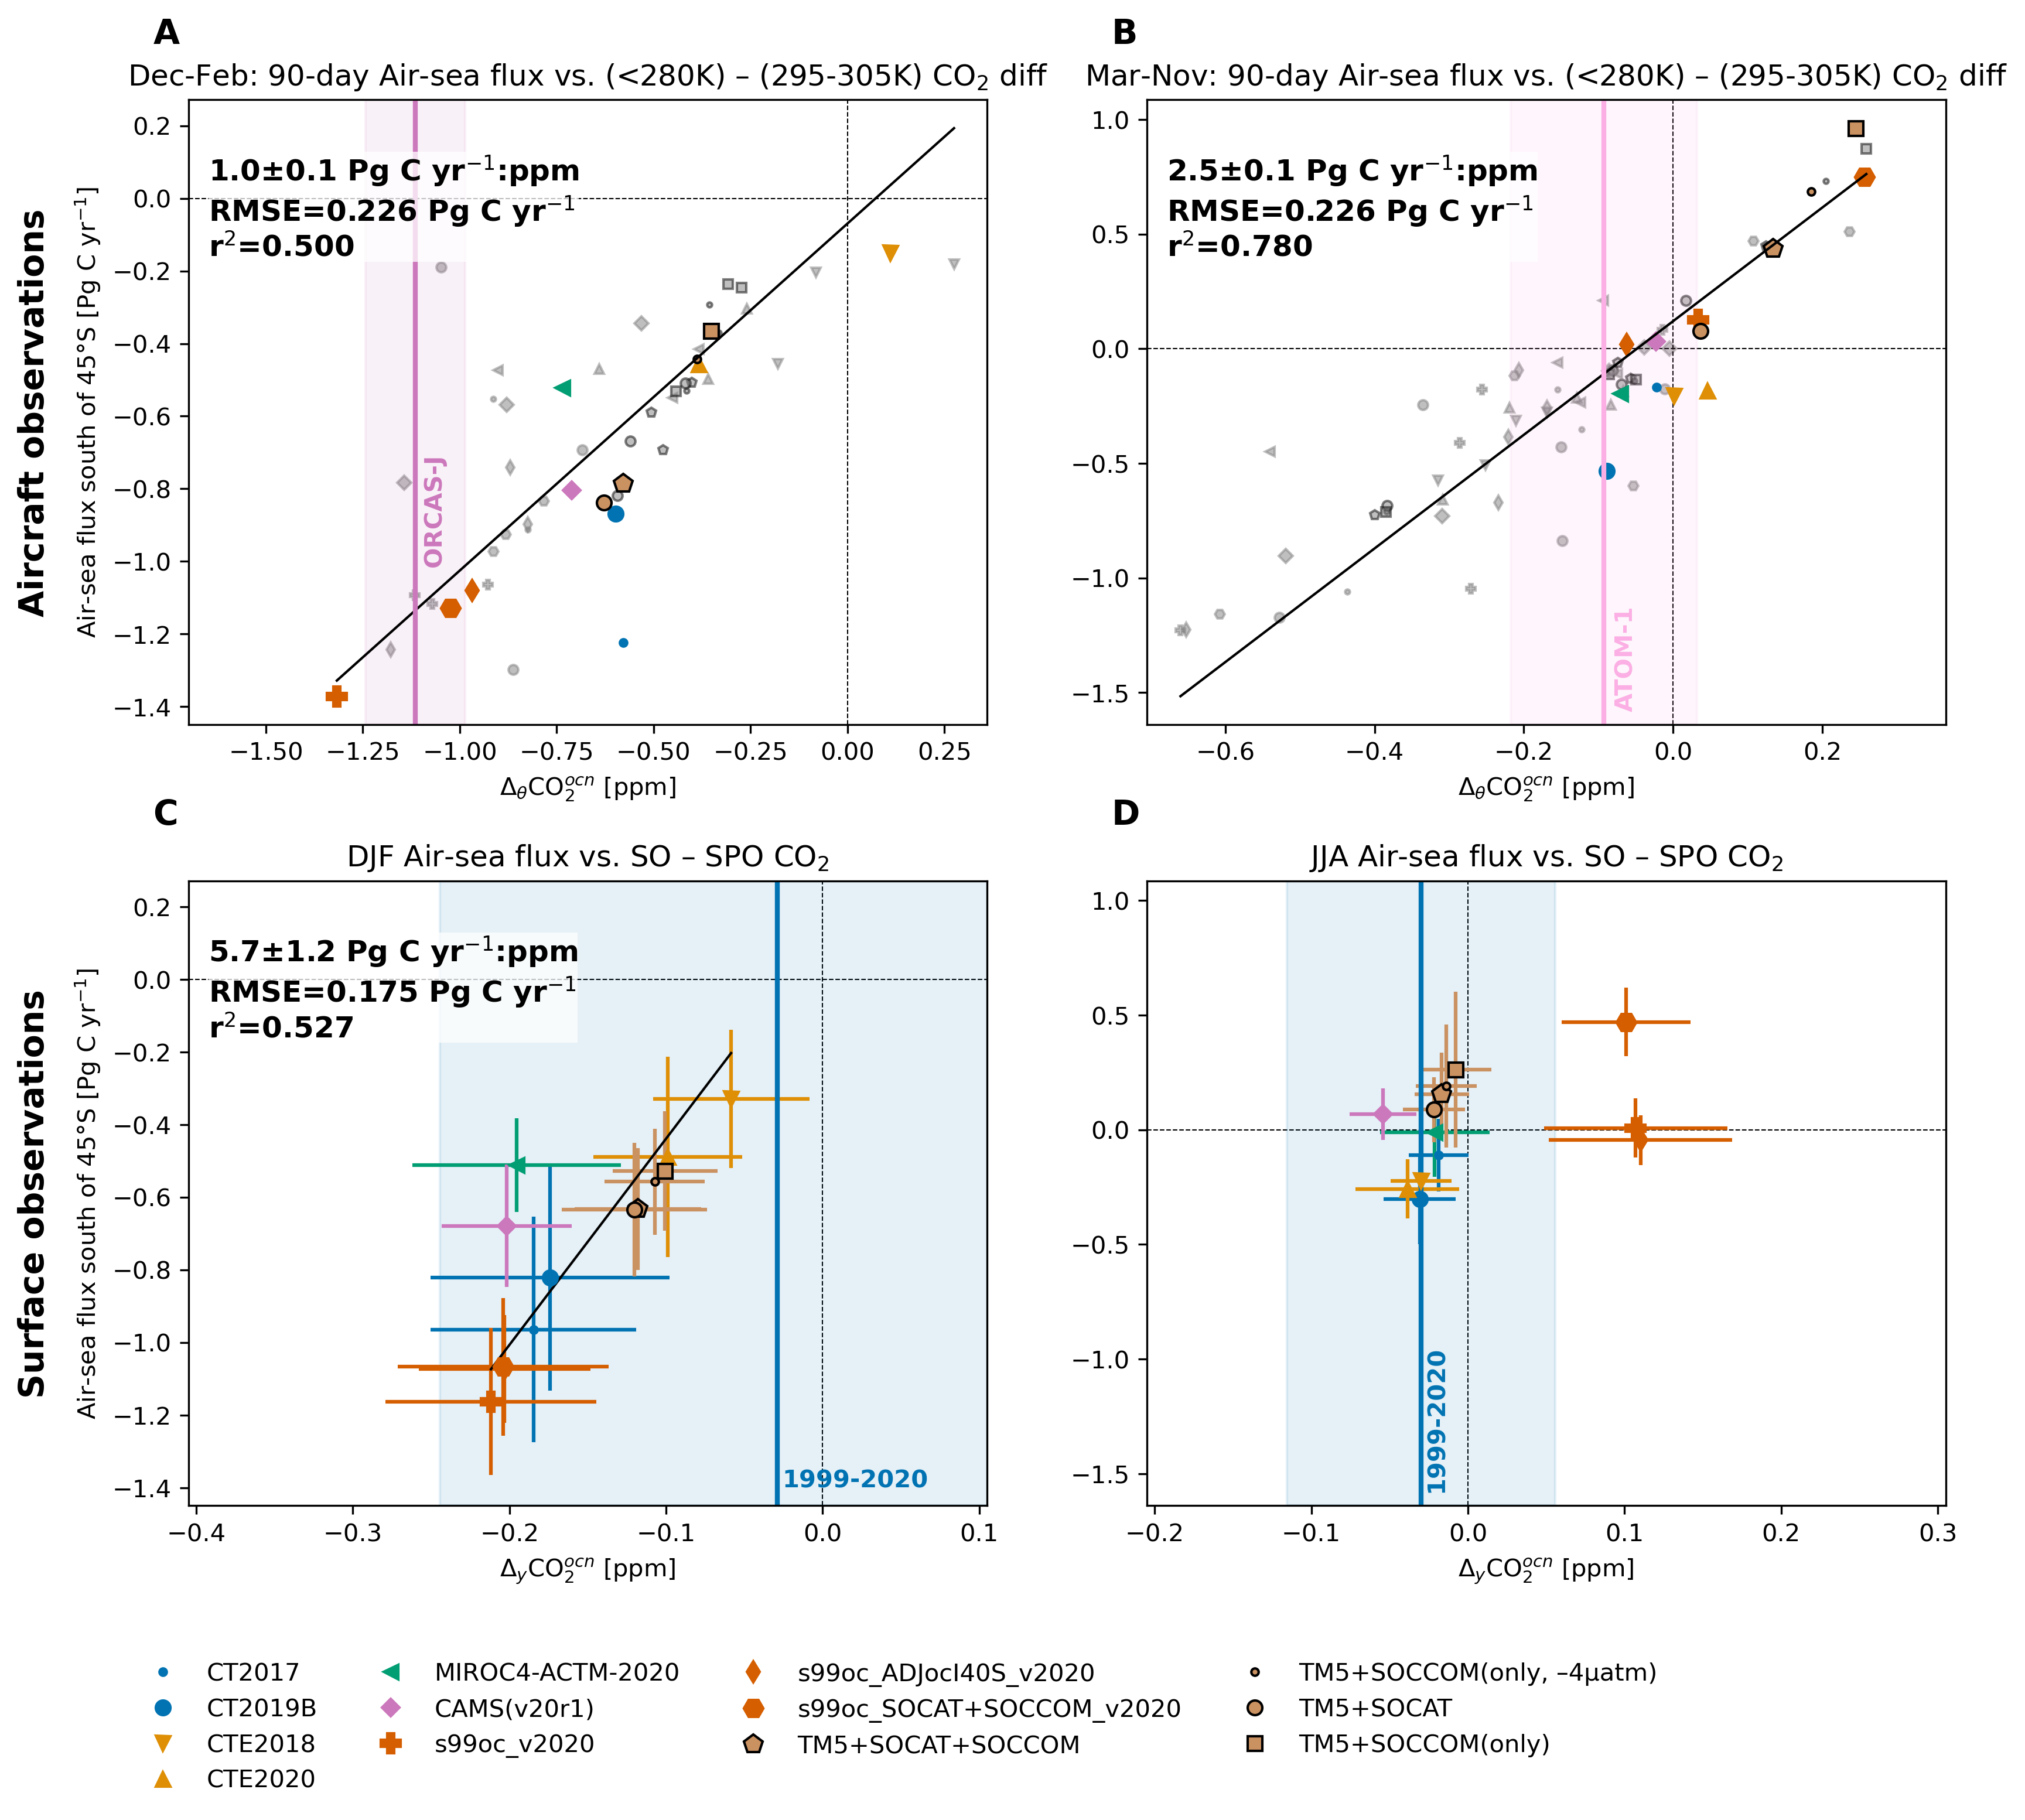 A
B
Dec-Feb: 90-day Air-sea flux vs. (<280K) – (295-305K) CO₂ diff
Mar-Nov: 90-day Air-sea flux vs. (<280K) – (295-305K) CO₂ diff
Aircraft observations
Air-sea flux south of 45°S [Pg C yr⁻¹]
0.2
0.0
−0.2
−0.4
−0.6
−0.8
−1.0
−1.2
−1.4
1.0±0.1 Pg C yr⁻¹:ppm
RMSE=0.226 Pg C yr⁻¹
r²=0.500
ORCAS-J
−1.50 −1.25 −1.00 −0.75 −0.50 −0.25 0.00 0.25
Δ_θCO₂^ocn [ppm]
1.0
0.5
0.0
−0.5
−1.0
−1.5
2.5±0.1 Pg C yr⁻¹:ppm
RMSE=0.226 Pg C yr⁻¹
r²=0.780
ATOM-1
−0.6 −0.4 −0.2 0.0 0.2
Δ_θCO₂^ocn [ppm]
C
D
DJF Air-sea flux vs. SO – SPO CO₂
JJA Air-sea flux vs. SO – SPO CO₂
Surface observations
Air-sea flux south of 45°S [Pg C yr⁻¹]
0.2
0.0
−0.2
−0.4
−0.6
−0.8
−1.0
−1.2
−1.4
5.7±1.2 Pg C yr⁻¹:ppm
RMSE=0.175 Pg C yr⁻¹
r²=0.527
1999-2020
−0.4 −0.3 −0.2 −0.1 0.0 0.1
Δ_yCO₂^ocn [ppm]
1.0
0.5
0.0
−0.5
−1.0
−1.5
1999-2020
−0.2 −0.1 0.0 0.1 0.2 0.3
Δ_yCO₂^ocn [ppm]
CT2017
CT2019B
CTE2018
CTE2020
MIROC4-ACTM-2020
CAMS(v20r1)
s99oc_v2020
s99oc_ADJocI40S_v2020
s99oc_SOCAT+SOCCOM_v2020
TM5+SOCAT+SOCCOM
TM5+SOCCOM(only, –4µatm)
TM5+SOCAT
TM5+SOCCOM(only)